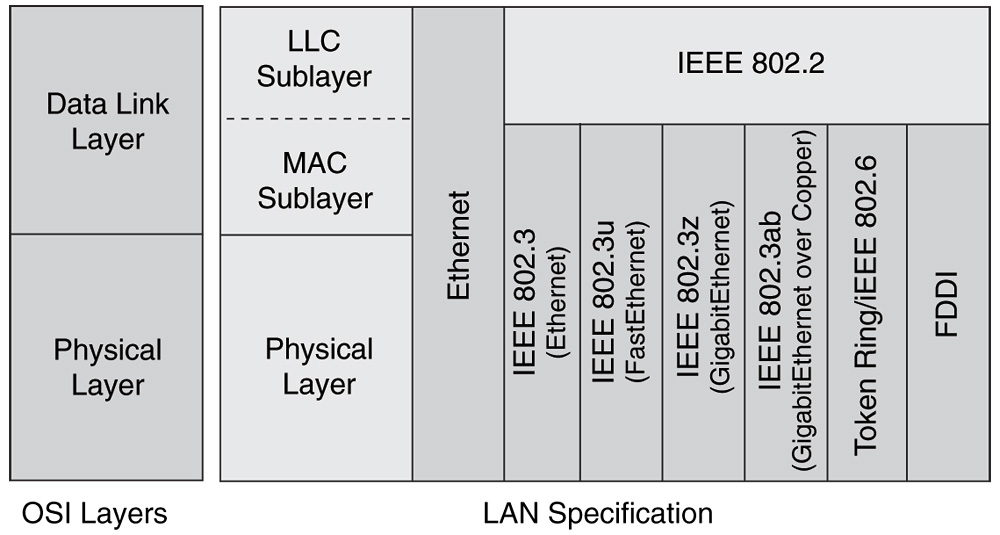 Data Link
Layer
Physical
Layer
OSI Layers
LLC
Sublayer
MAC
Sublayer
Physical
Layer
Ethernet
IEEE 802.2
IEEE 802.3
(Ethernet)
IEEE 802.3u
(FastEthernet)
IEEE 802.3z
(GigabitEthernet)
IEEE 802.3ab
(GigabitEthernet over Copper)
Token Ring/iEEE 802.6
FDDI
LAN Specification